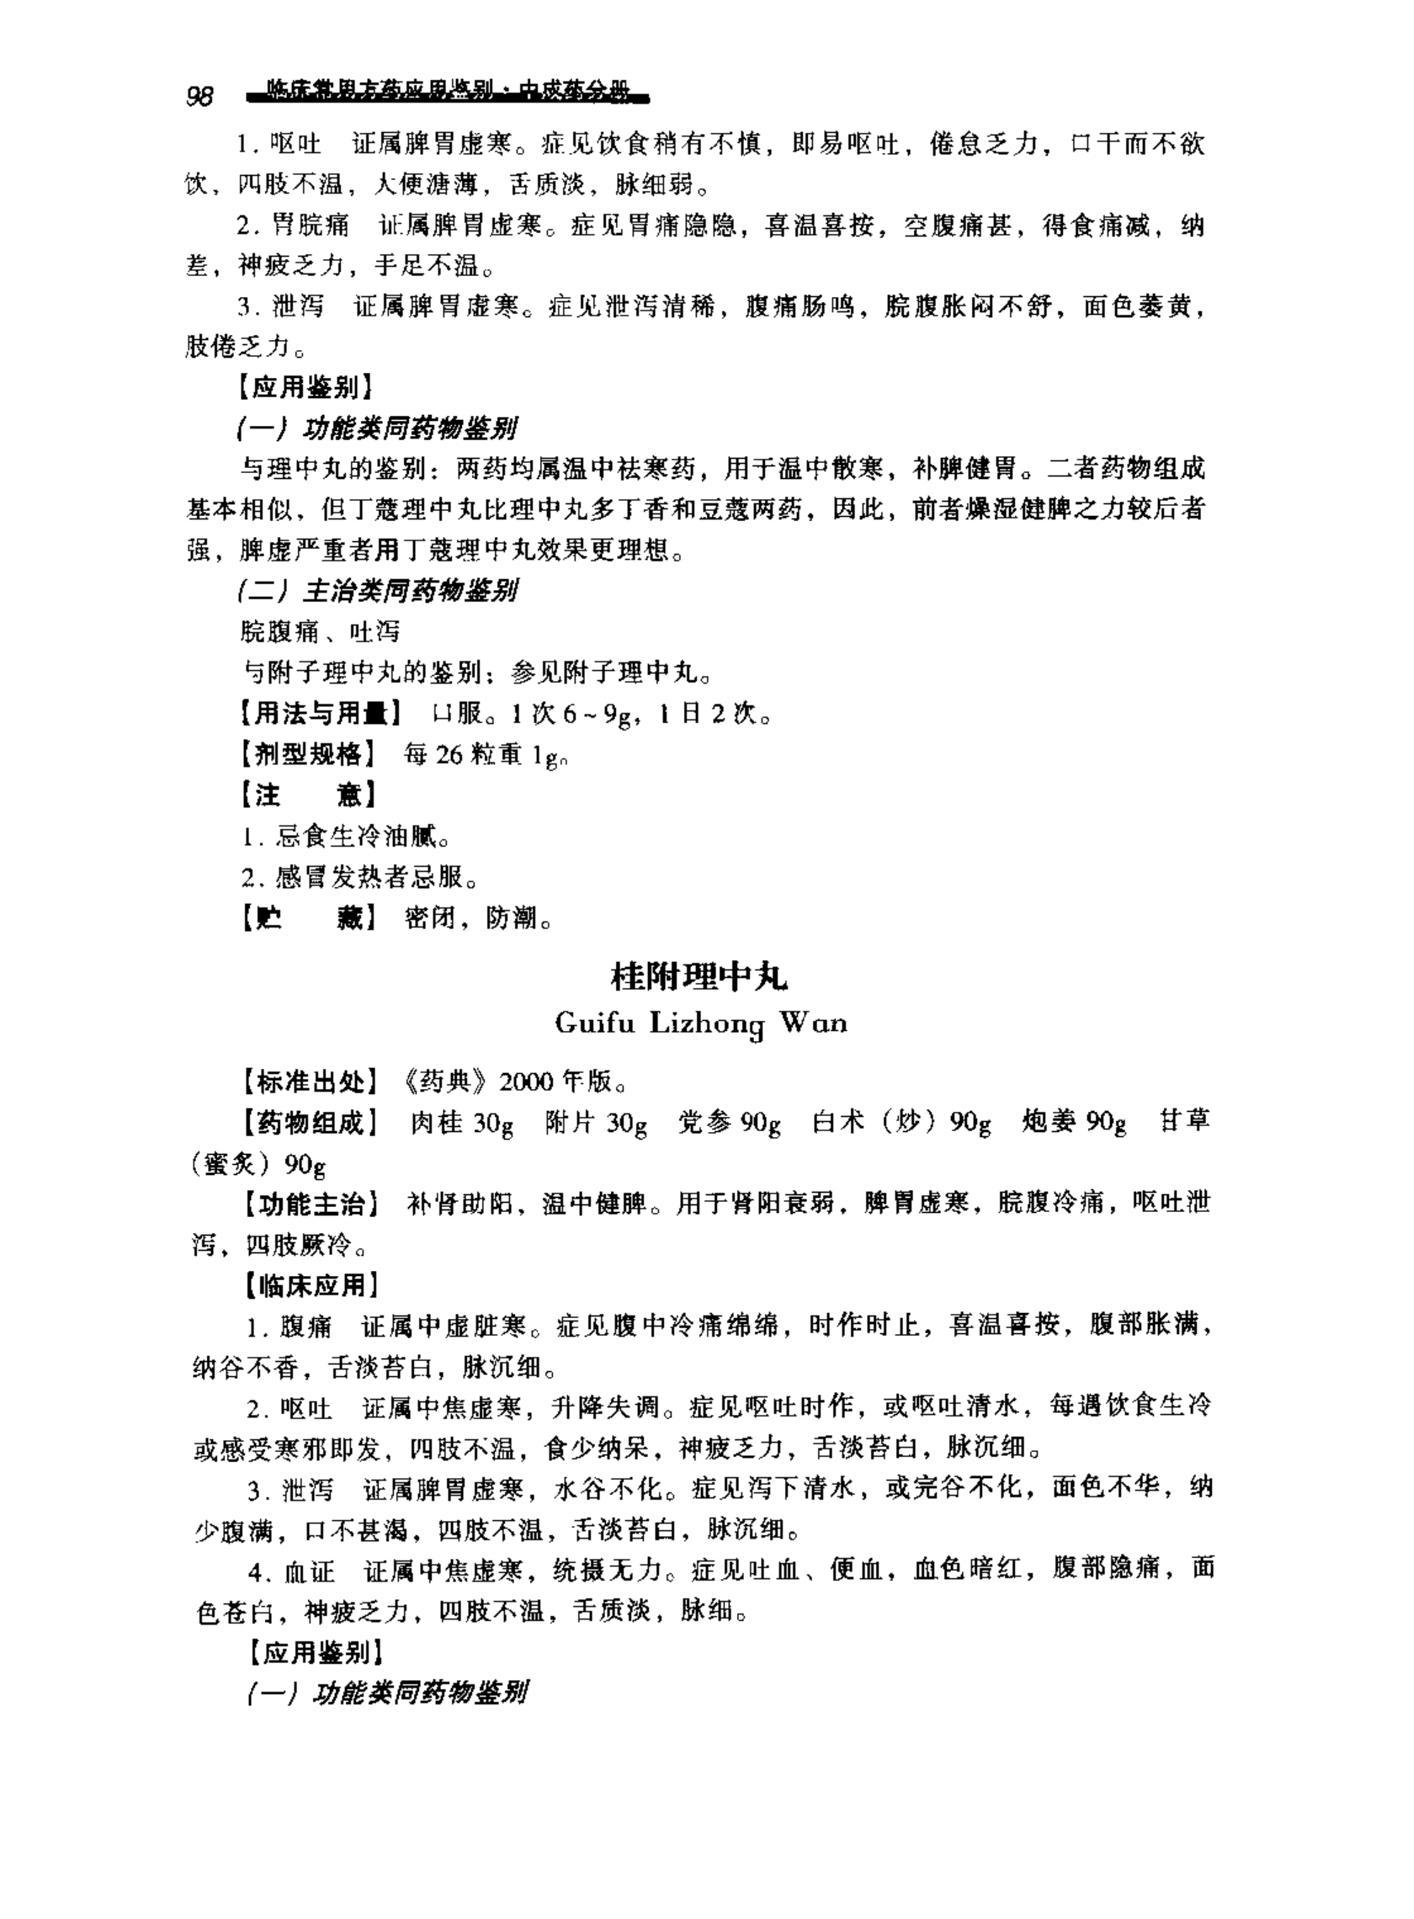 98 临床常用方药应用鉴别·中成药分册
1. 呕吐 证属脾胃虚寒。症见饮食稍有不慎，即易呕吐，倦怠乏力，口干而不欲
饮，四肢不温，大便溏薄，舌质淡，脉细弱。
2. 胃脘痛 证属脾胃虚寒。症见胃痛隐隐，喜温喜按，空腹痛甚，得食痛减，纳
差，神疲乏力，手足不温。
3. 泄泻 证属脾胃虚寒。症见泄泻清稀，腹痛肠鸣，脘腹胀闷不舒，面色萎黄，
肢倦乏力。
【应用鉴别】
(一) 功能类同药物鉴别
与理中丸的鉴别：两药均属温中祛寒药，用于温中散寒，补脾健胃。二者药物组成
基本相似，但丁蔻理中丸比理中丸多丁香和豆蔻两药，因此，前者燥湿健脾之力较后者
强，脾虚严重者用丁蔻理中丸效果更理想。
(二) 主治类同药物鉴别
脘腹痛、吐泻
与附子理中丸的鉴别：参见附子理中丸。
【用法与用量】 口服。1次6~9g，1日2次。
【剂型规格】 每26粒重1g。
【注 意】
1. 忌食生冷油腻。
2. 感冒发热者忌服。
【贮 藏】 密闭，防潮。
桂附理中丸
Guifu Lizhong Wan
【标准出处】《药典》2000年版。
【药物组成】 肉桂30g 附片30g 党参90g 白术（炒）90g 炮姜90g 甘草
（蜜炙）90g
【功能主治】 补肾助阳，温中健脾。用于肾阳衰弱，脾胃虚寒，脘腹冷痛，呕吐泄
泻，四肢厥冷。
【临床应用】
1. 腹痛 证属中虚脏寒。症见腹中冷痛绵绵，时作时止，喜温喜按，腹部胀满，
纳谷不香，舌淡苔白，脉沉细。
2. 呕吐 证属中焦虚寒，升降失调。症见呕吐时作，或呕吐清水，每遇饮食生冷
或感受寒邪即发，四肢不温，食少纳呆，神疲乏力，舌淡苔白，脉沉细。
3. 泄泻 证属脾胃虚寒，水谷不化。症见泻下清水，或完谷不化，面色不华，纳
少腹满，口不甚渴，四肢不温，舌淡苔白，脉沉细。
4. 血证 证属中焦虚寒，统摄无力。症见吐血、便血，血色暗红，腹部隐痛，面
色苍白，神疲乏力，四肢不温，舌质淡，脉细。
【应用鉴别】
(一) 功能类同药物鉴别